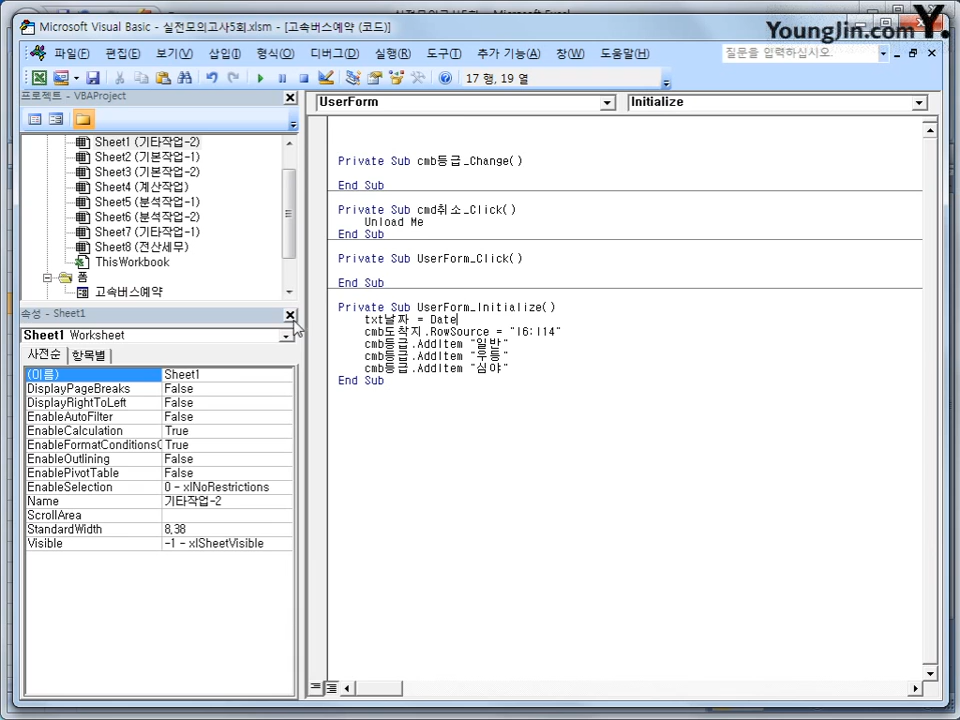 Microsoft Visual Basic - 실전모의고사5회.xlsm - [고속버스예약 (코드)]
YoungJin.com Y.
파일(F) 편집(E) 보기(V) 삽입(I) 형식(O) 디버그(D) 실행(R) 도구(T) 추가 기능(A) 창(W) 도움말(H)
질문을 입력하십시오.
17 행, 19 열
프로젝트 - VBAProject
Sheet1 (기타작업-2)
Sheet2 (기본작업-1)
Sheet3 (기본작업-2)
Sheet4 (계산작업)
Sheet5 (분석작업-1)
Sheet6 (분석작업-2)
Sheet7 (기타작업-1)
Sheet8 (전산세무)
ThisWorkbook
폼
고속버스예약
속성 - Sheet1
Sheet1 Worksheet
사전순 항목별
(이름) Sheet1
DisplayPageBreaks False
DisplayRightToLeft False
EnableAutoFilter False
EnableCalculation True
EnableFormatConditionsC True
EnableOutlining False
EnablePivotTable False
EnableSelection 0 - xlNoRestrictions
Name 기타작업-2
ScrollArea
StandardWidth 8,38
Visible -1 - xlSheetVisible
UserForm Initialize
Private Sub cmb등급_Change()
End Sub
Private Sub cmd취소_Click()
Unload Me
End Sub
Private Sub UserForm_Click()
End Sub
Private Sub UserForm_Initialize()
txt날짜 = Date
cmb도착지.RowSource = "I6:I14"
cmb등급.AddItem "일반"
cmb등급.AddItem "우등"
cmb등급.AddItem "심야"
End Sub